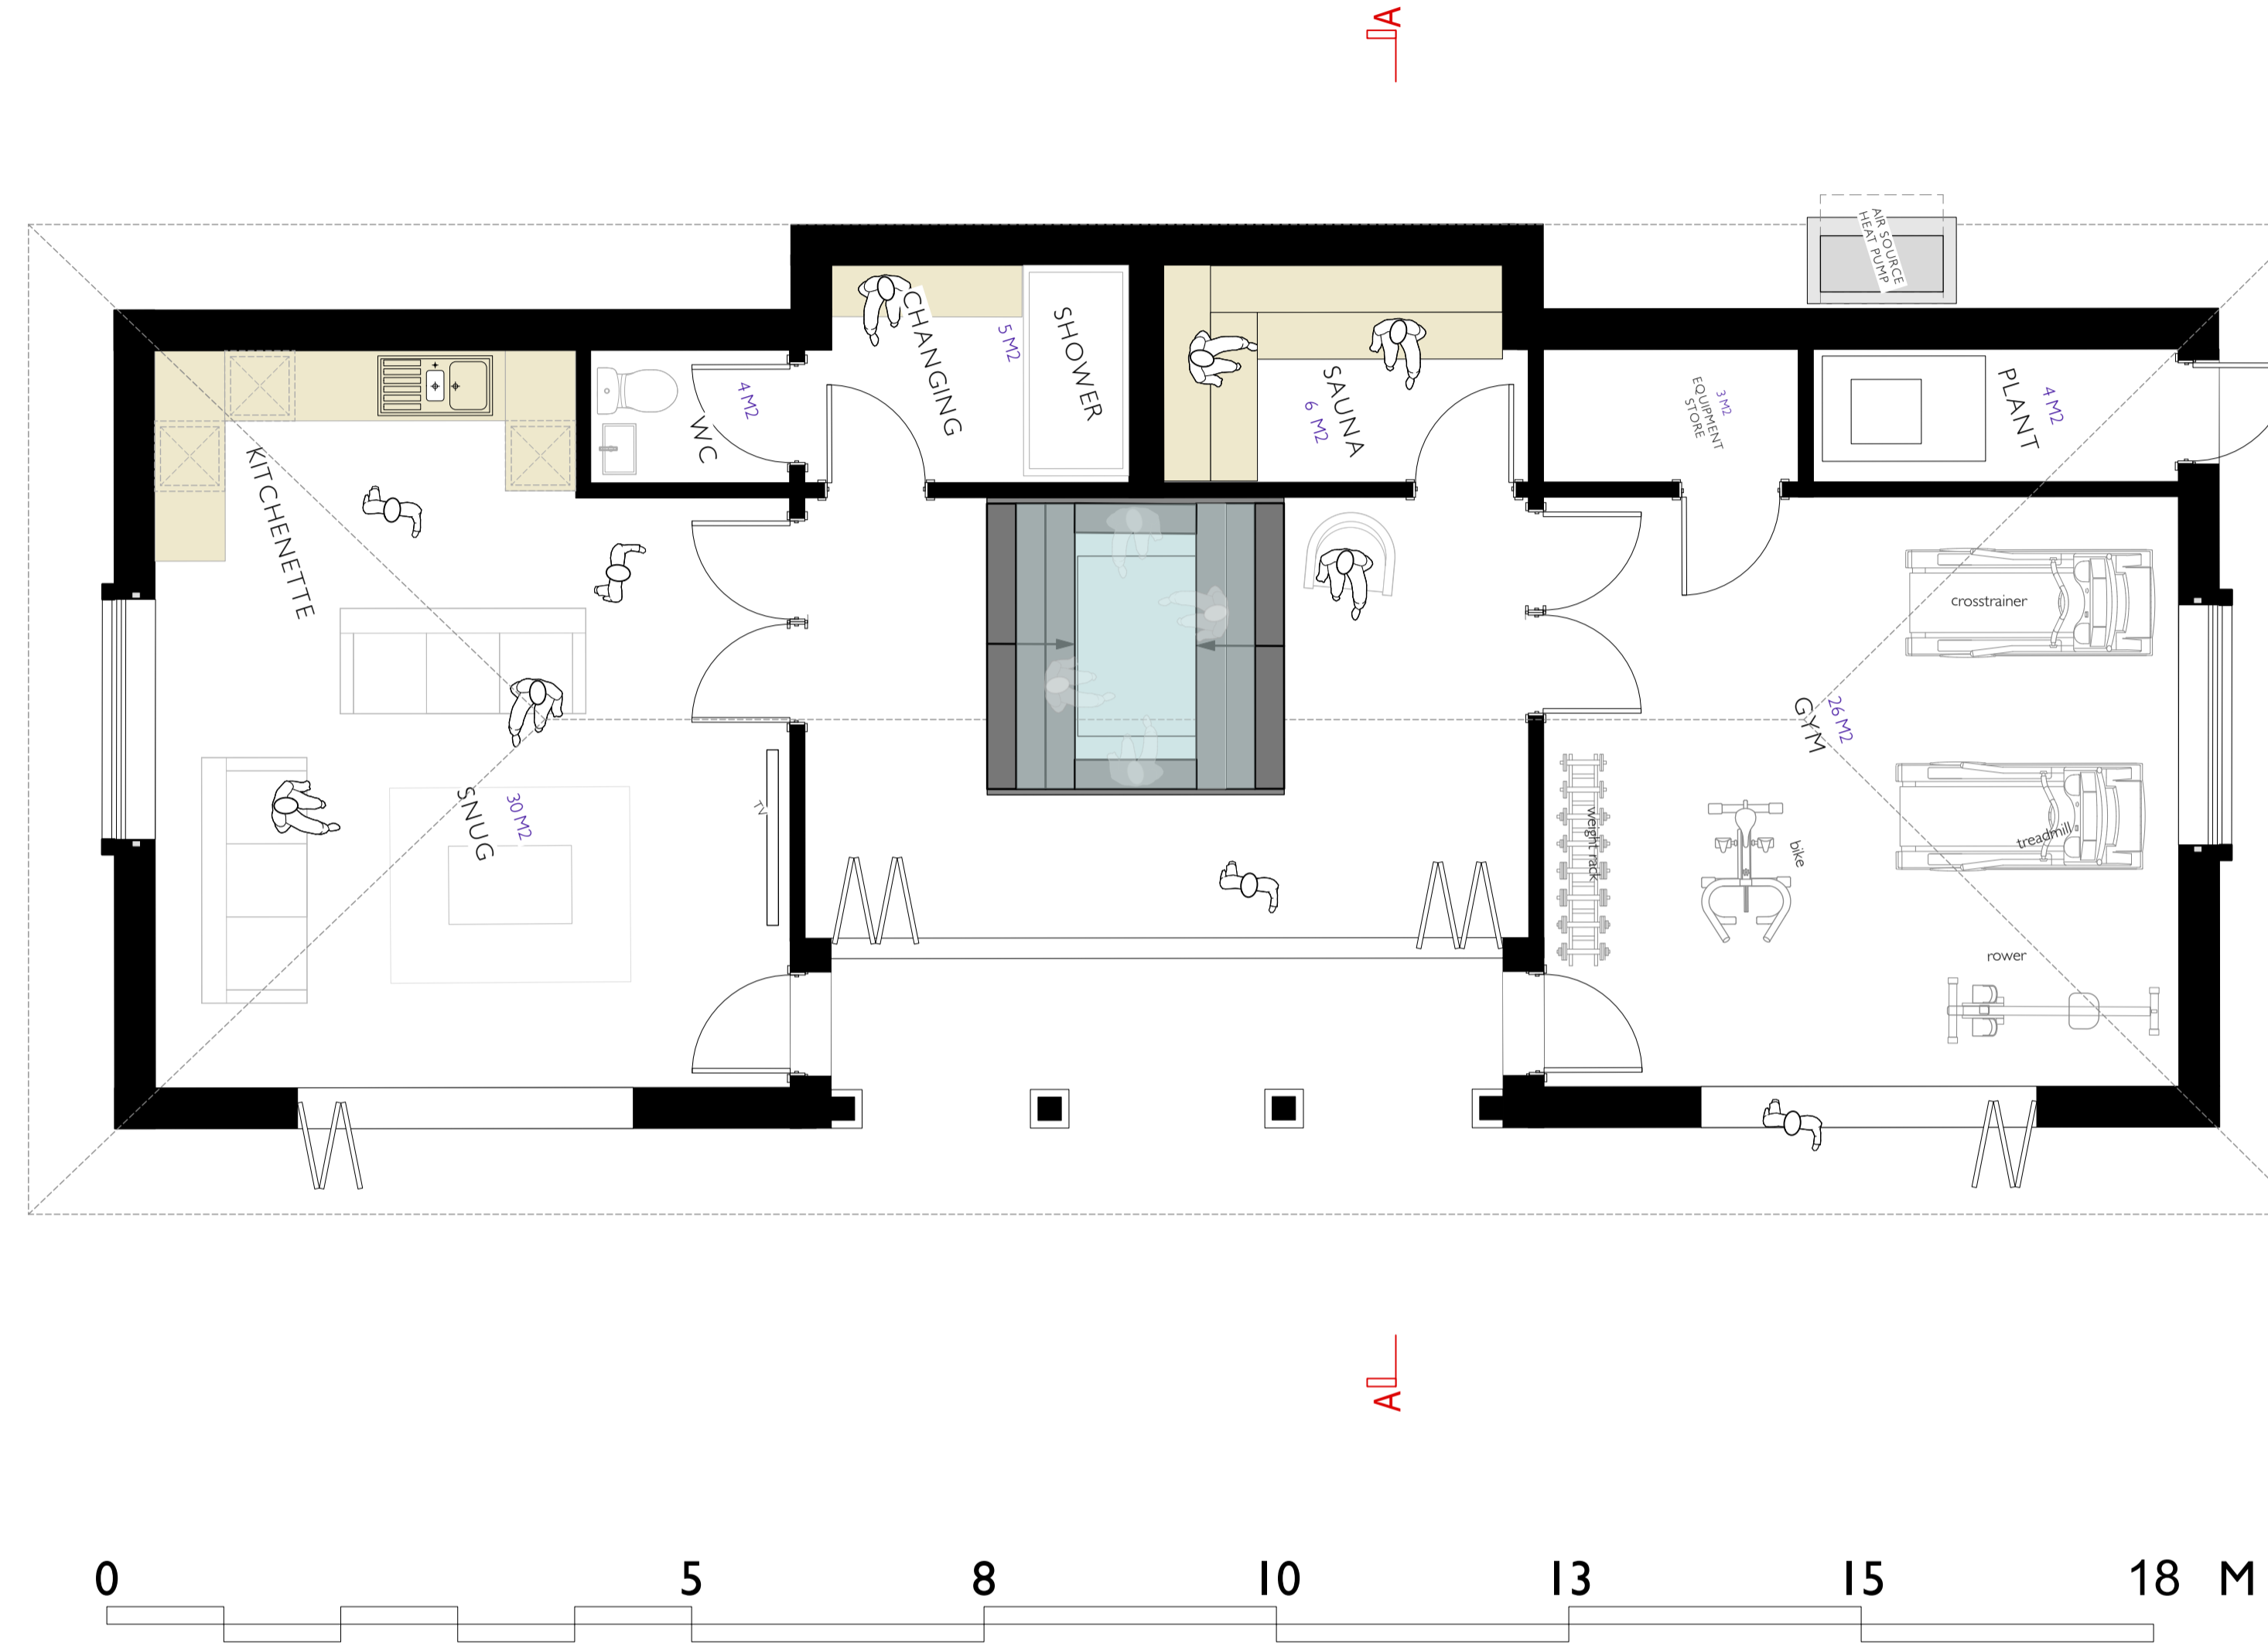 A
AIR SOURCE
HEAT PUMP
CHANGING
5 M2
SHOWER
SAUNA
6 M2
4 M2
WC
3 M2
EQUIPMENT
STORE
PLANT
4 M2
KITCHENETTE
crosstrainer
GYM
26 M2
SNUG
30 M2
TV
weight rack
bike
treadmill
rower
A
0 5 8 10 13 15 18 M